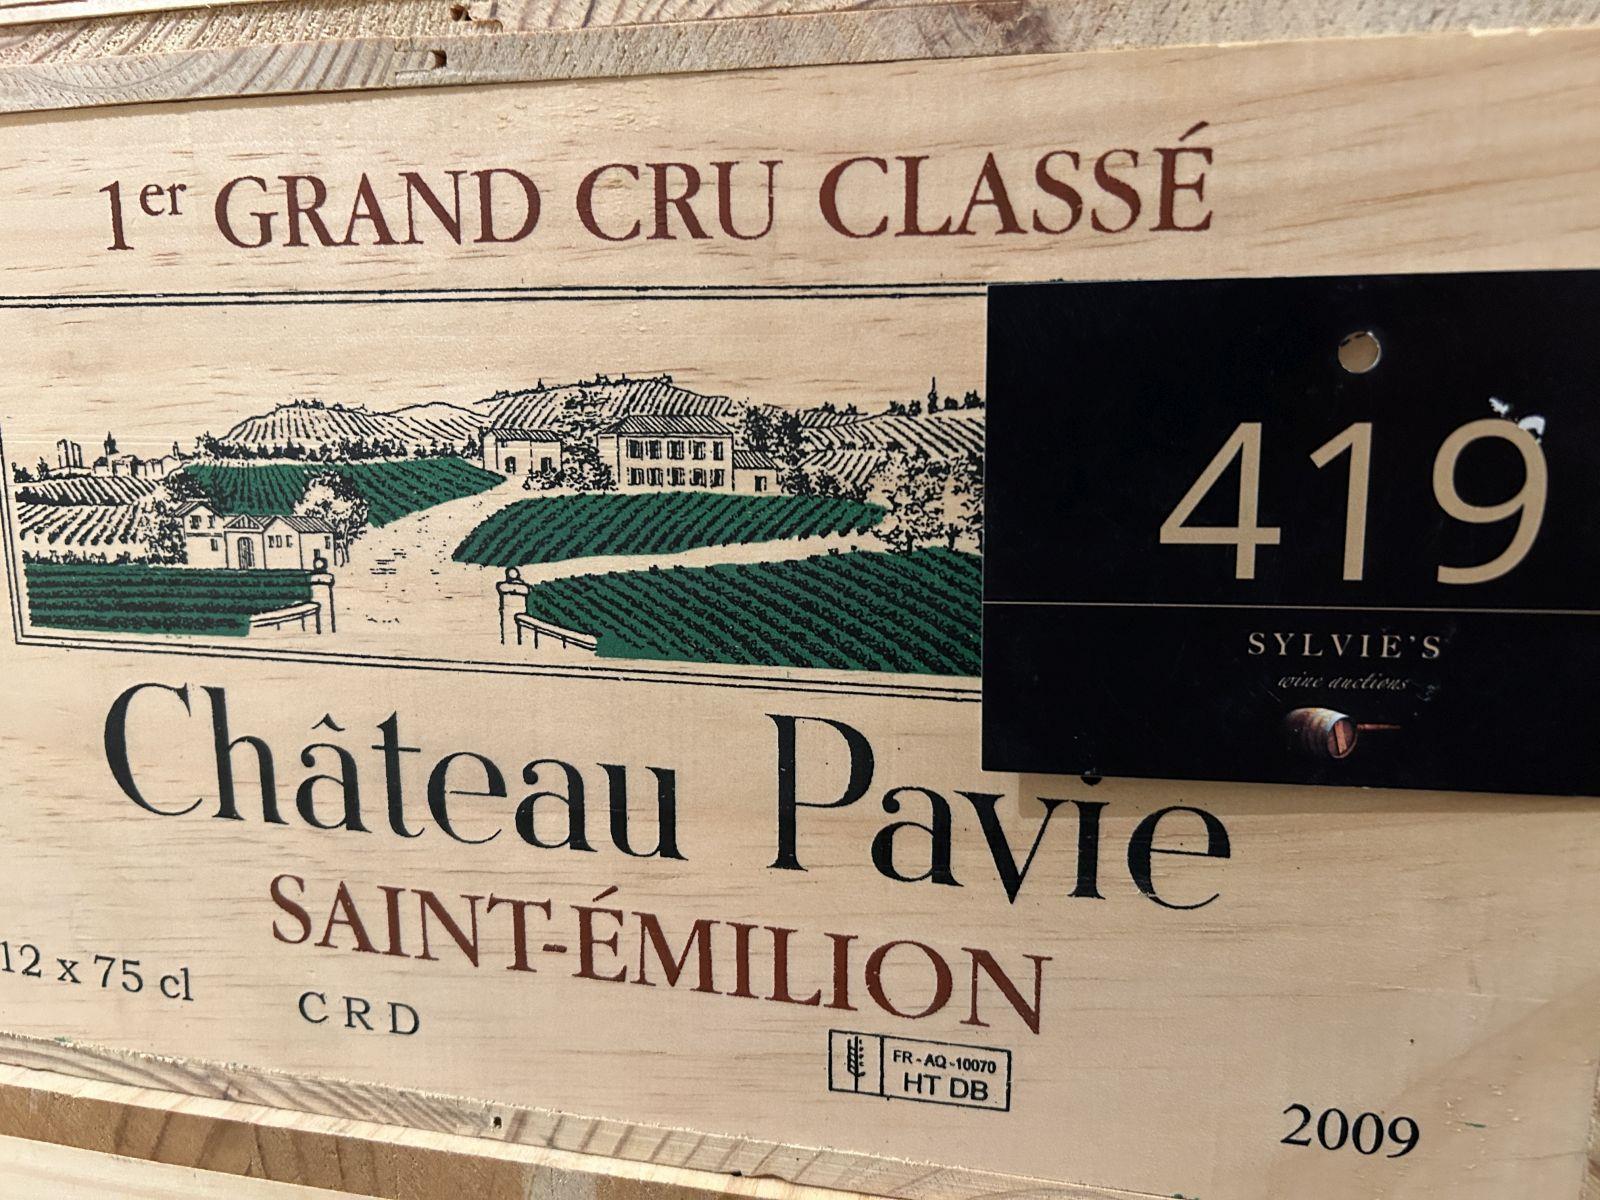 1er GRAND CRU CLASSÉ
419
SYLVIE'S
wine auctions
Château Pavie
SAINT-ÉMILION
12 x 75 cl
C R D
FR - AQ - 10070
HT DB
2009